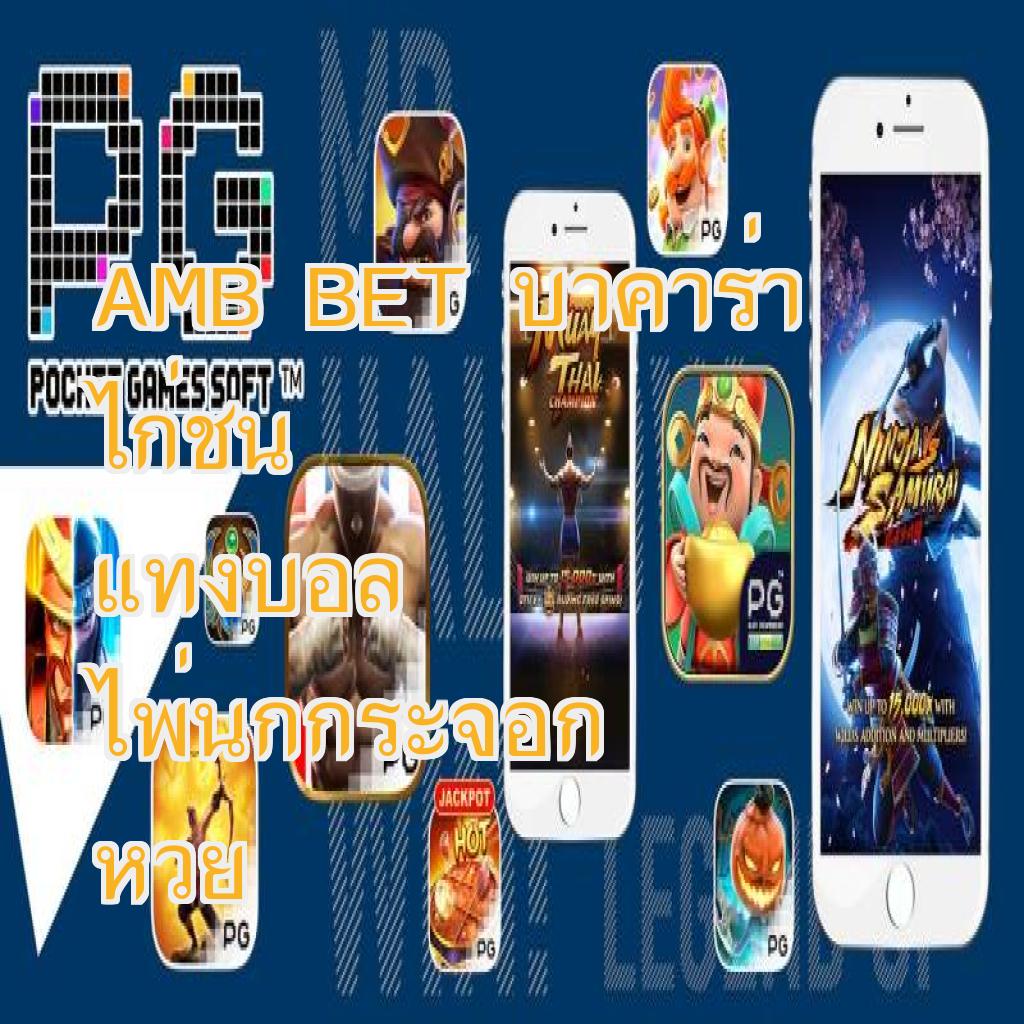 PG
POCKET GAMES SOFT ™
AMB BET บาคาร่า
ไก่ชน
แทงบอล
ไพ่นกกระจอก
หวย
PG
MUAY
THAI
CHAMPION
WIN UP TO 15,000x WITH
PG
NINJA VS
SAMURAI
WIN UP TO 15,000x WITH
WILDS ADDITION AND MULTIPLIERS!
PG
PG
PG
JACKPOT
HOT
PG
PG
PG